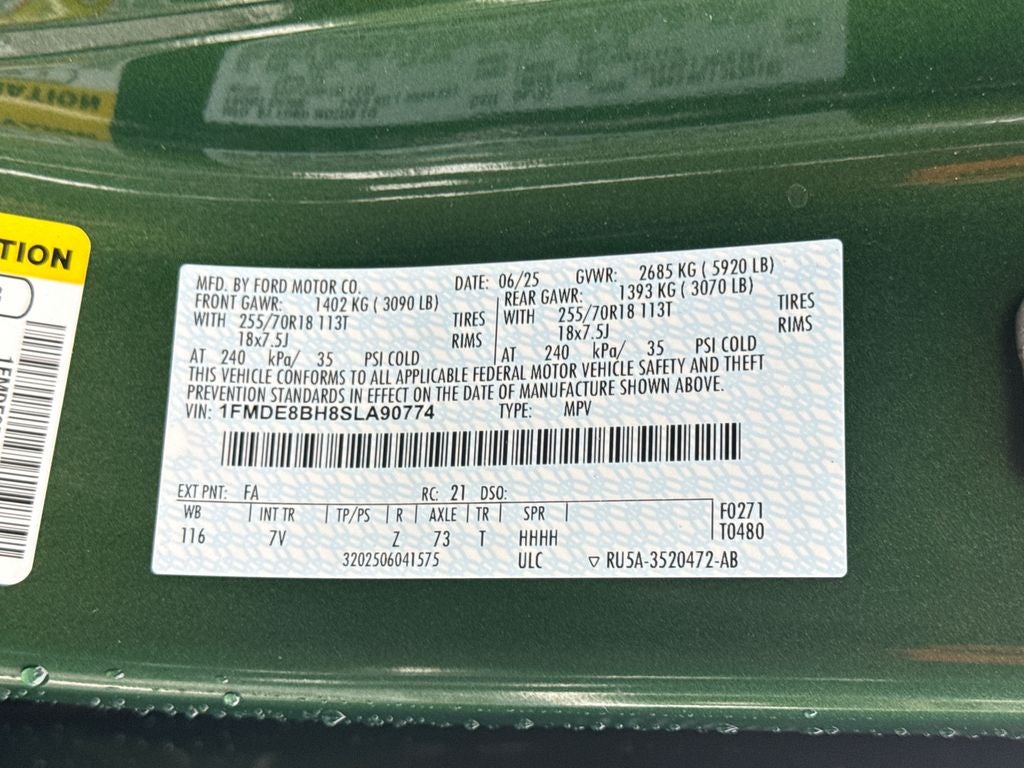 TION
MFD. BY FORD MOTOR CO. DATE: 06/25 GVWR: 2685 KG ( 5920 LB)
FRONT GAWR: 1402 KG ( 3090 LB) REAR GAWR: 1393 KG ( 3070 LB)
WITH 255/70R18 113T TIRES WITH 255/70R18 113T TIRES
18x7.5J RIMS 18x7.5J RIMS
AT 240 kPa/ 35 PSI COLD AT 240 kPa/ 35 PSI COLD
THIS VEHICLE CONFORMS TO ALL APPLICABLE FEDERAL MOTOR VEHICLE SAFETY AND THEFT
PREVENTION STANDARDS IN EFFECT ON THE DATE OF MANUFACTURE SHOWN ABOVE.
VIN: 1FMDE8BH8SLA90774 TYPE: MPV
EXT PNT: FA RC: 21 DSO:
WB INT TR TP/PS R AXLE TR SPR F0271
116 7V Z 73 T HHHH T0480
3202506041575 ULC RU5A-3520472-AB